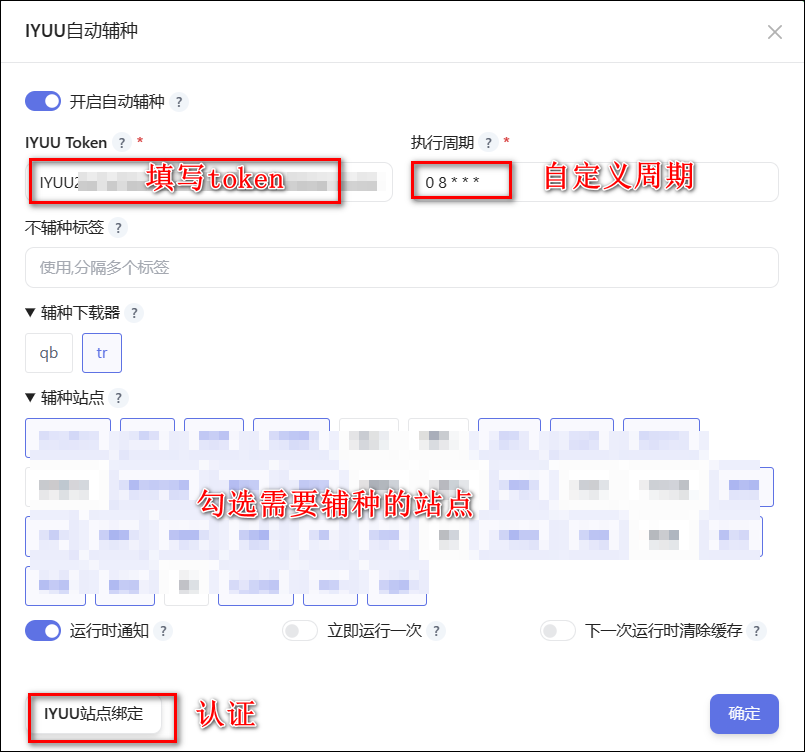 IYUU自动辅种
开启自动辅种 ?
IYUU Token ? * 执行周期 ? *
IYUU2 填写token 0 8 * * * 自定义周期
不辅种标签 ?
使用,分隔多个标签
▼ 辅种下载器 ?
qb tr
▼ 辅种站点 ?
勾选需要辅种的站点
运行时通知 ? 立即运行一次 ? 下一次运行时清除缓存 ?
IYUU站点绑定 认证 确定